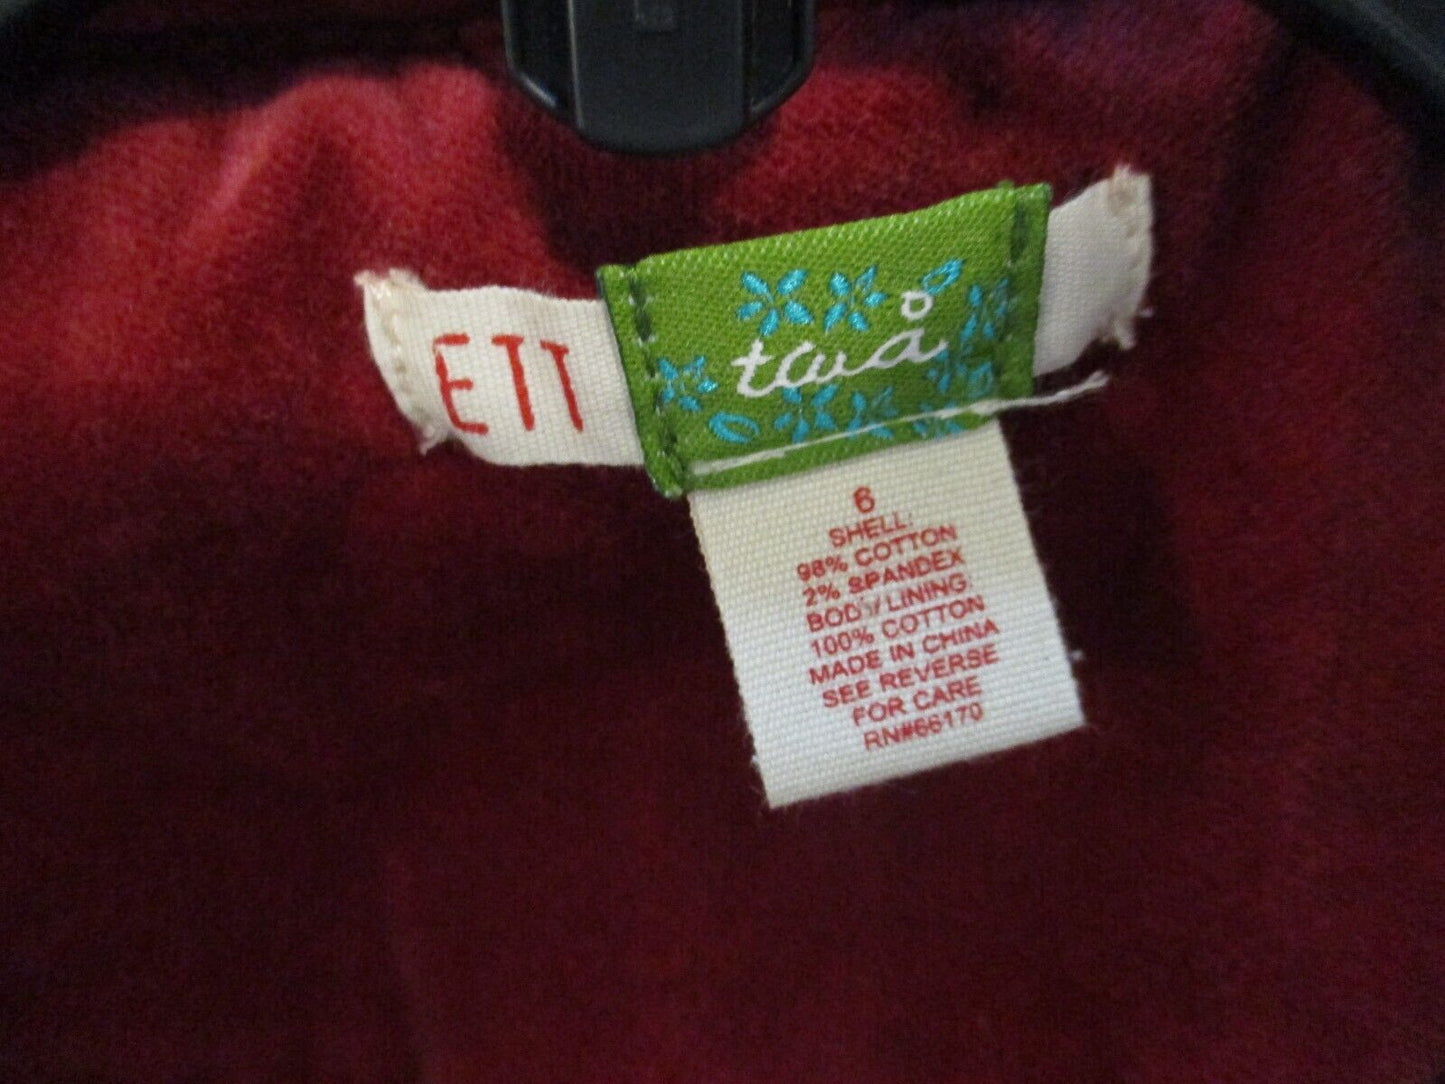 ETT
twå
6
SHELL:
98% COTTON
2% SPANDEX
BODY LINING:
100% COTTON
MADE IN CHINA
SEE REVERSE
FOR CARE
RN#66170